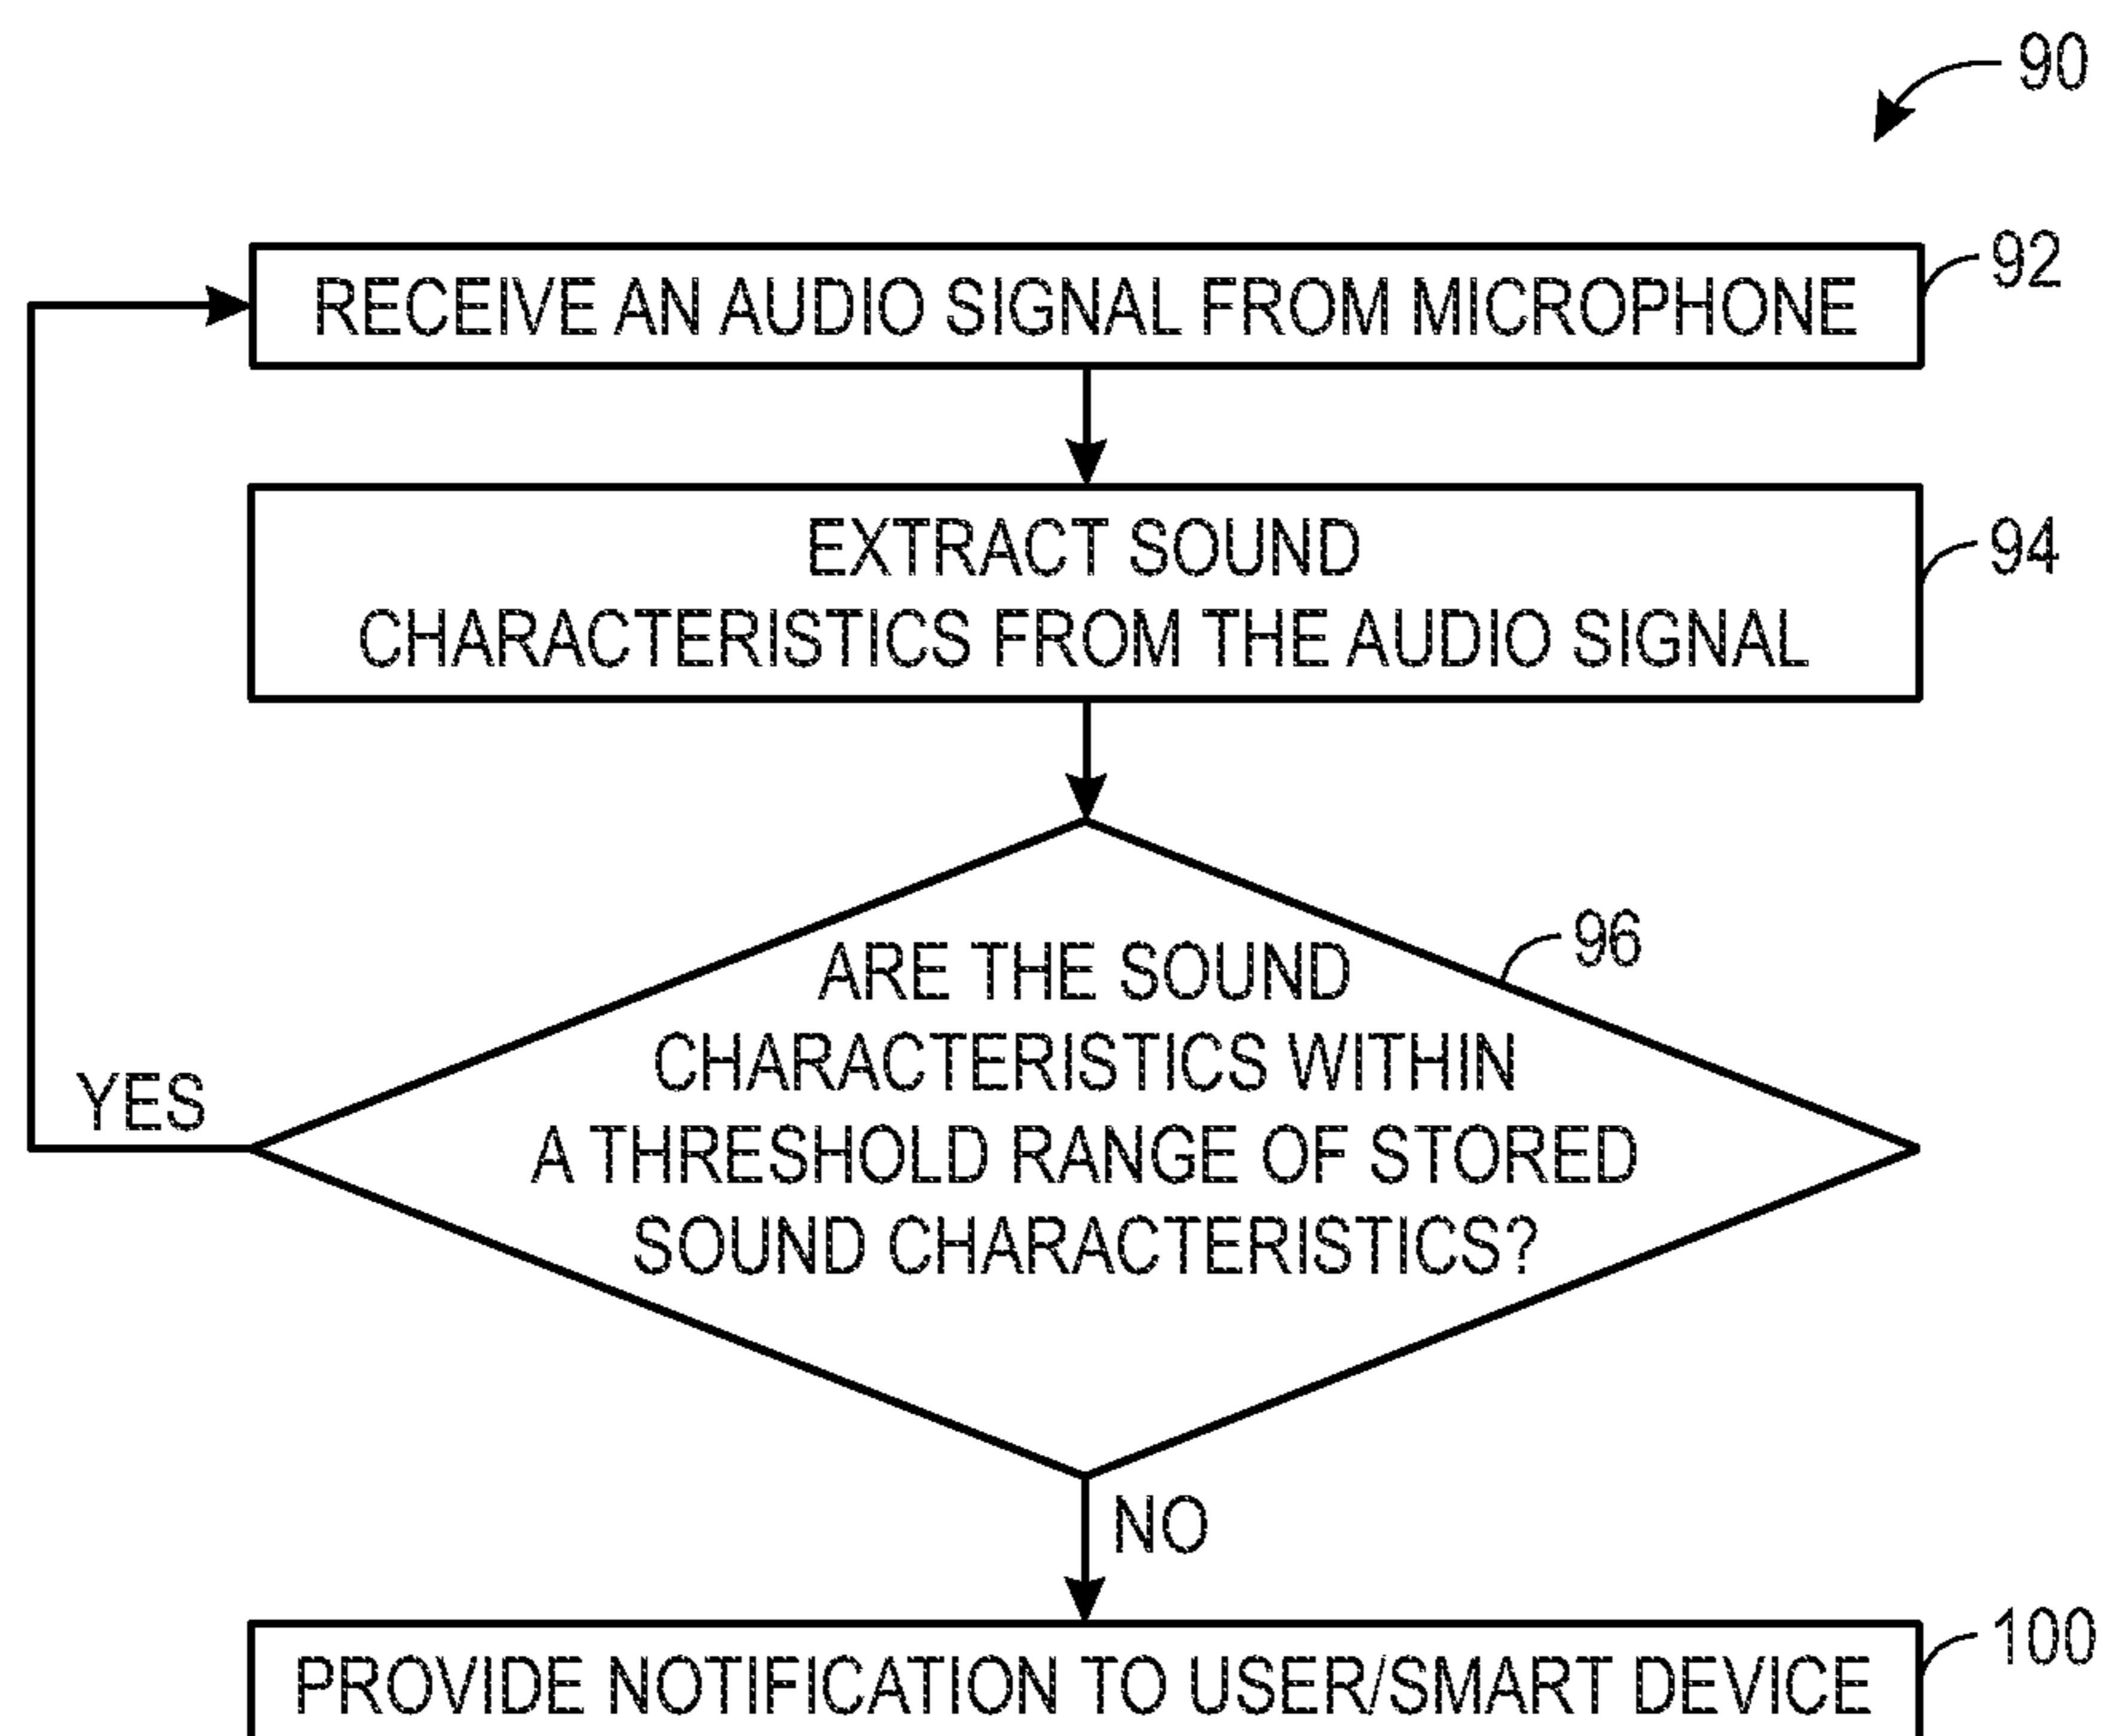 90
92
RECEIVE AN AUDIO SIGNAL FROM MICROPHONE
94
EXTRACT SOUND
CHARACTERISTICS FROM THE AUDIO SIGNAL
96
ARE THE SOUND
CHARACTERISTICS WITHIN
A THRESHOLD RANGE OF STORED
SOUND CHARACTERISTICS?
YES
NO
100
PROVIDE NOTIFICATION TO USER/SMART DEVICE